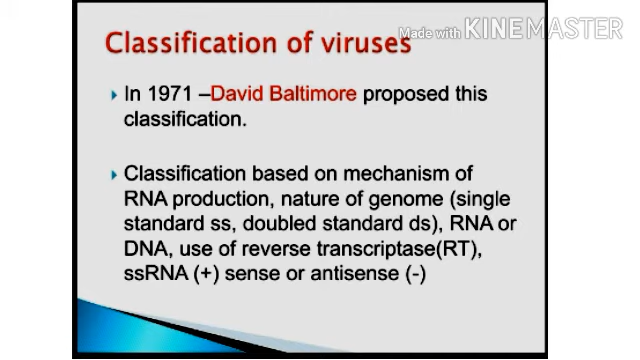 Made with KINEMASTER
Classification of viruses
In 1971 –David Baltimore proposed this
classification.
Classification based on mechanism of
RNA production, nature of genome (single
standard ss, doubled standard ds), RNA or
DNA, use of reverse transcriptase(RT),
ssRNA (+) sense or antisense (-)